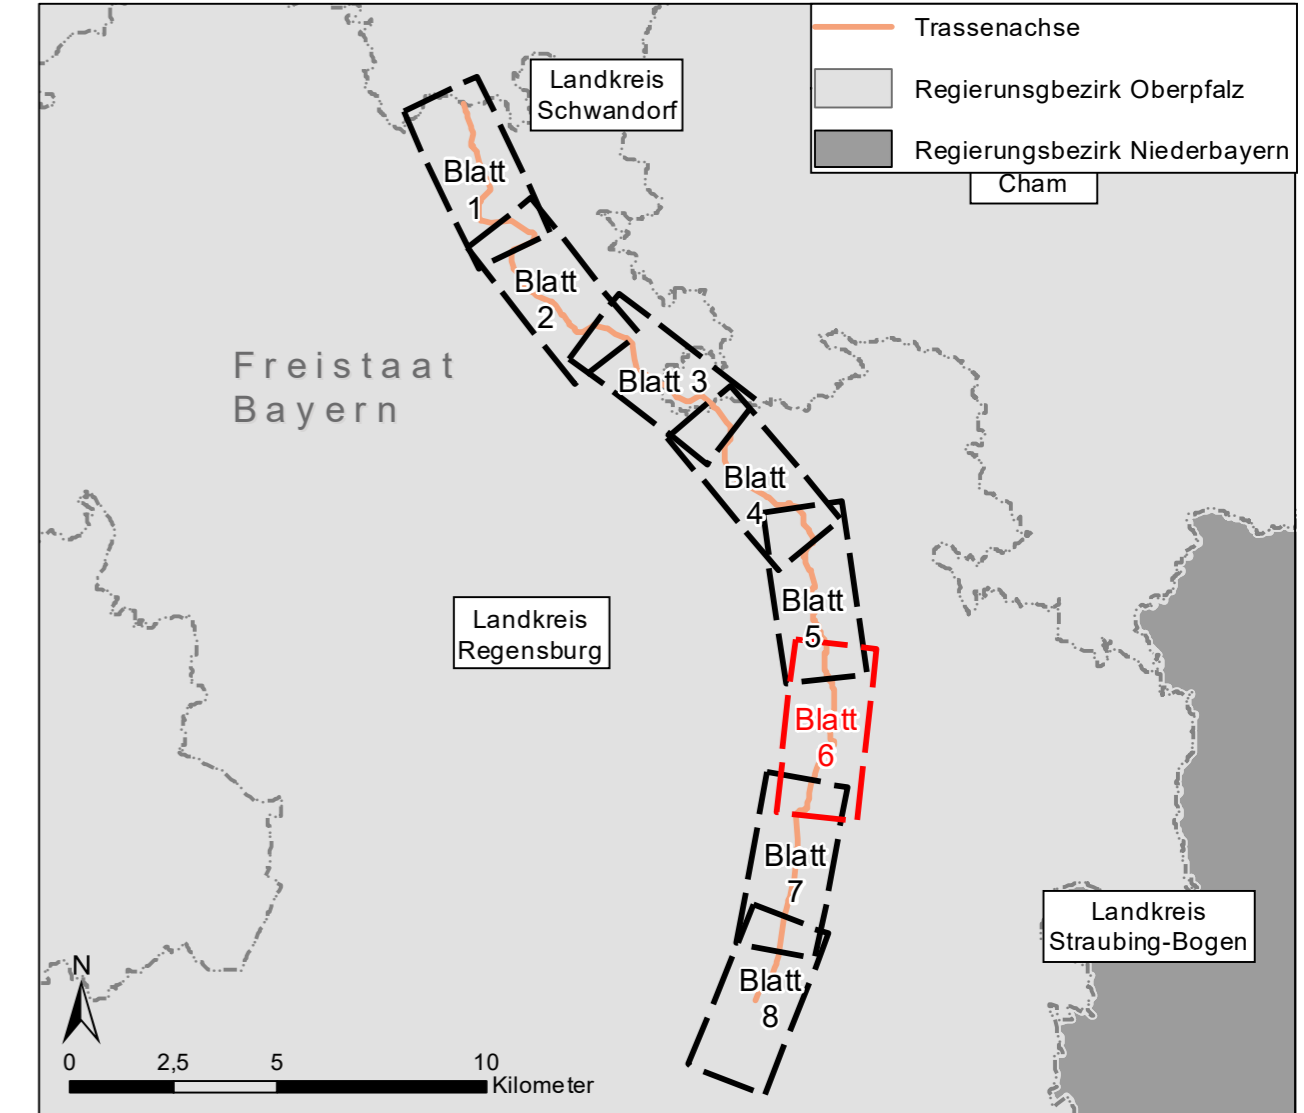 Trassenachse
Regierunsgbezirk Oberpfalz
Regierungsbezirk Niederbayern
Cham
Landkreis
Schwandorf
Blatt
1
Blatt
2
Freistaat
Bayern
Blatt 3
Blatt
4
Blatt
5
Landkreis
Regensburg
Blatt
6
Blatt
7
Landkreis
Straubing-Bogen
Blatt
8
N
0 2,5 5 10
Kilometer